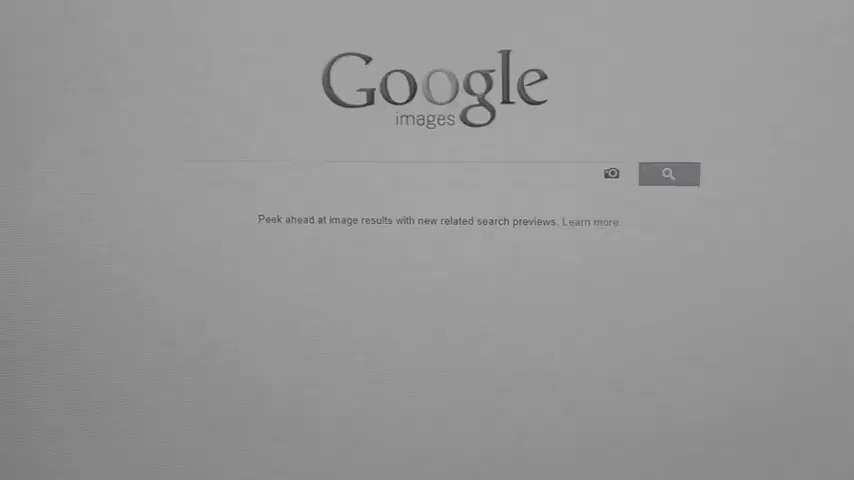 Google
images
Peek ahead at image results with new related search previews. Learn more.